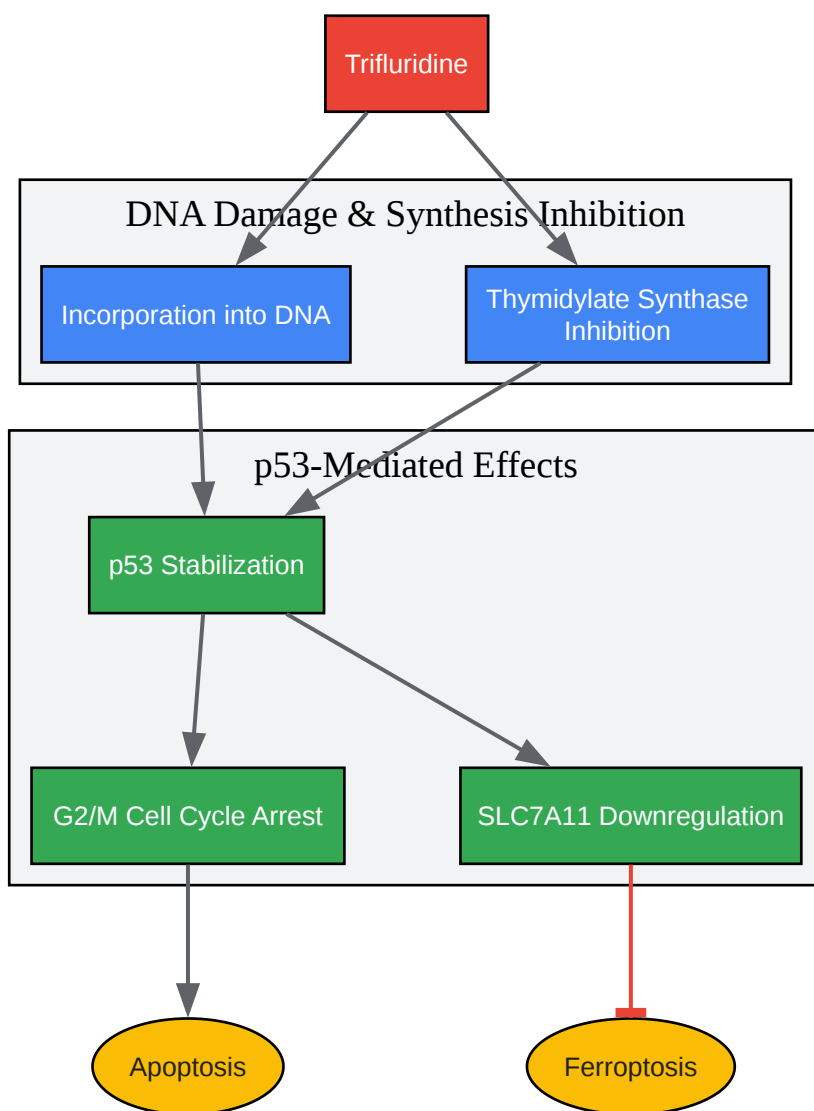 Trifluridine
DNA Damage & Synthesis Inhibition
Incorporation into DNA
Thymidylate Synthase
Inhibition
p53-Mediated Effects
p53 Stabilization
G2/M Cell Cycle Arrest
SLC7A11 Downregulation
Apoptosis
Ferroptosis